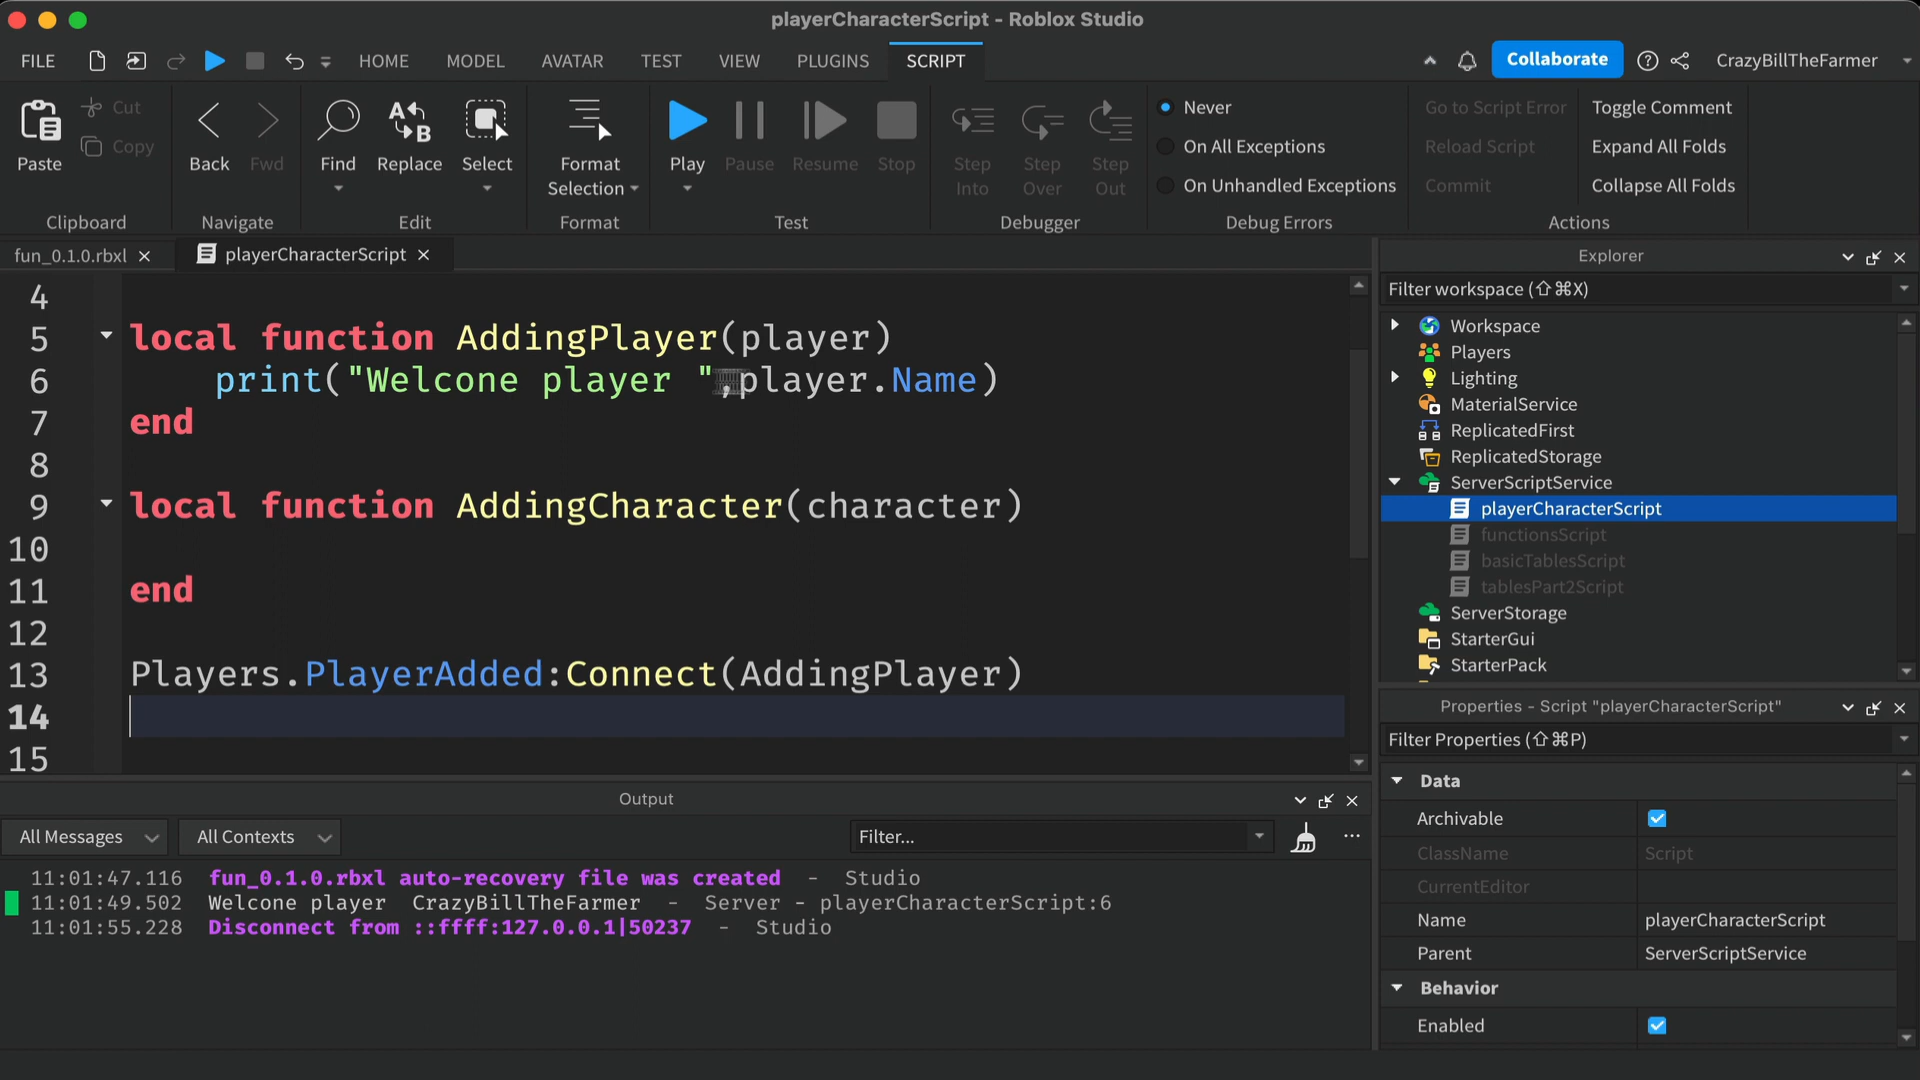 playerCharacterScript - Roblox Studio
FILE HOME MODEL AVATAR TEST VIEW PLUGINS SCRIPT Collaborate CrazyBillTheFarmer
Paste Cut Copy Clipboard
Back Fwd Navigate
Find Replace Select Edit
Format Selection Format
Play Pause Resume Stop Test
Step Into Step Over Step Out Debugger
Never
On All Exceptions
On Unhandled Exceptions
Debug Errors
Go to Script Error Toggle Comment
Reload Script Expand All Folds
Commit Collapse All Folds
Actions
fun_0.1.0.rbxl playerCharacterScript
4
5 local function AddingPlayer(player)
6 print("Welcone player ",player.Name)
7 end
8
9 local function AddingCharacter(character)
10
11 end
12
13 Players.PlayerAdded:Connect(AddingPlayer)
14
15
Output
All Messages All Contexts Filter...
11:01:47.116 fun_0.1.0.rbxl auto-recovery file was created - Studio
11:01:49.502 Welcone player CrazyBillTheFarmer - Server - playerCharacterScript:6
11:01:55.228 Disconnect from ::ffff:127.0.0.1|50237 - Studio
Explorer
Filter workspace (⇧⌘X)
Workspace
Players
Lighting
MaterialService
ReplicatedFirst
ReplicatedStorage
ServerScriptService
playerCharacterScript
functionsScript
basicTablesScript
tablesPart2Script
ServerStorage
StarterGui
StarterPack
Properties - Script "playerCharacterScript"
Filter Properties (⇧⌘P)
Data
Archivable
ClassName Script
CurrentEditor
Name playerCharacterScript
Parent ServerScriptService
Behavior
Enabled